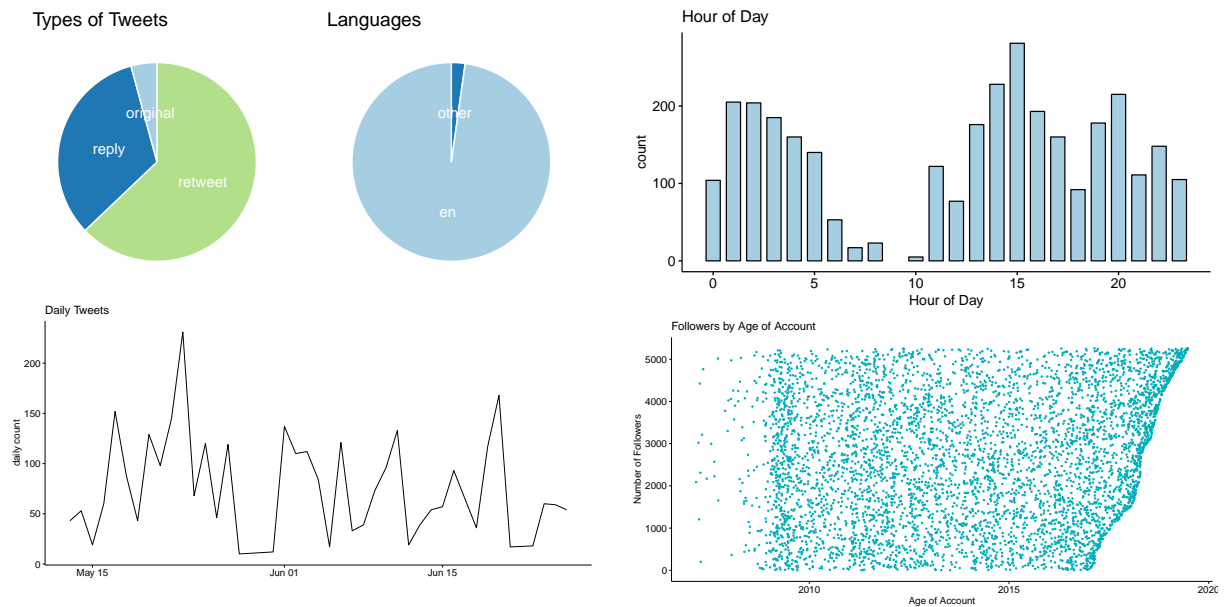 Types of Tweets
original
reply
retweet
Languages
other
en
Hour of Day
count
200
100
0
0 5 10 15 20
Hour of Day
Daily Tweets
daily count
200
150
100
50
0
May 15 Jun 01 Jun 15
Followers by Age of Account
Number of Followers
5000
4000
3000
2000
1000
0
2010 2015 2020
Age of Account